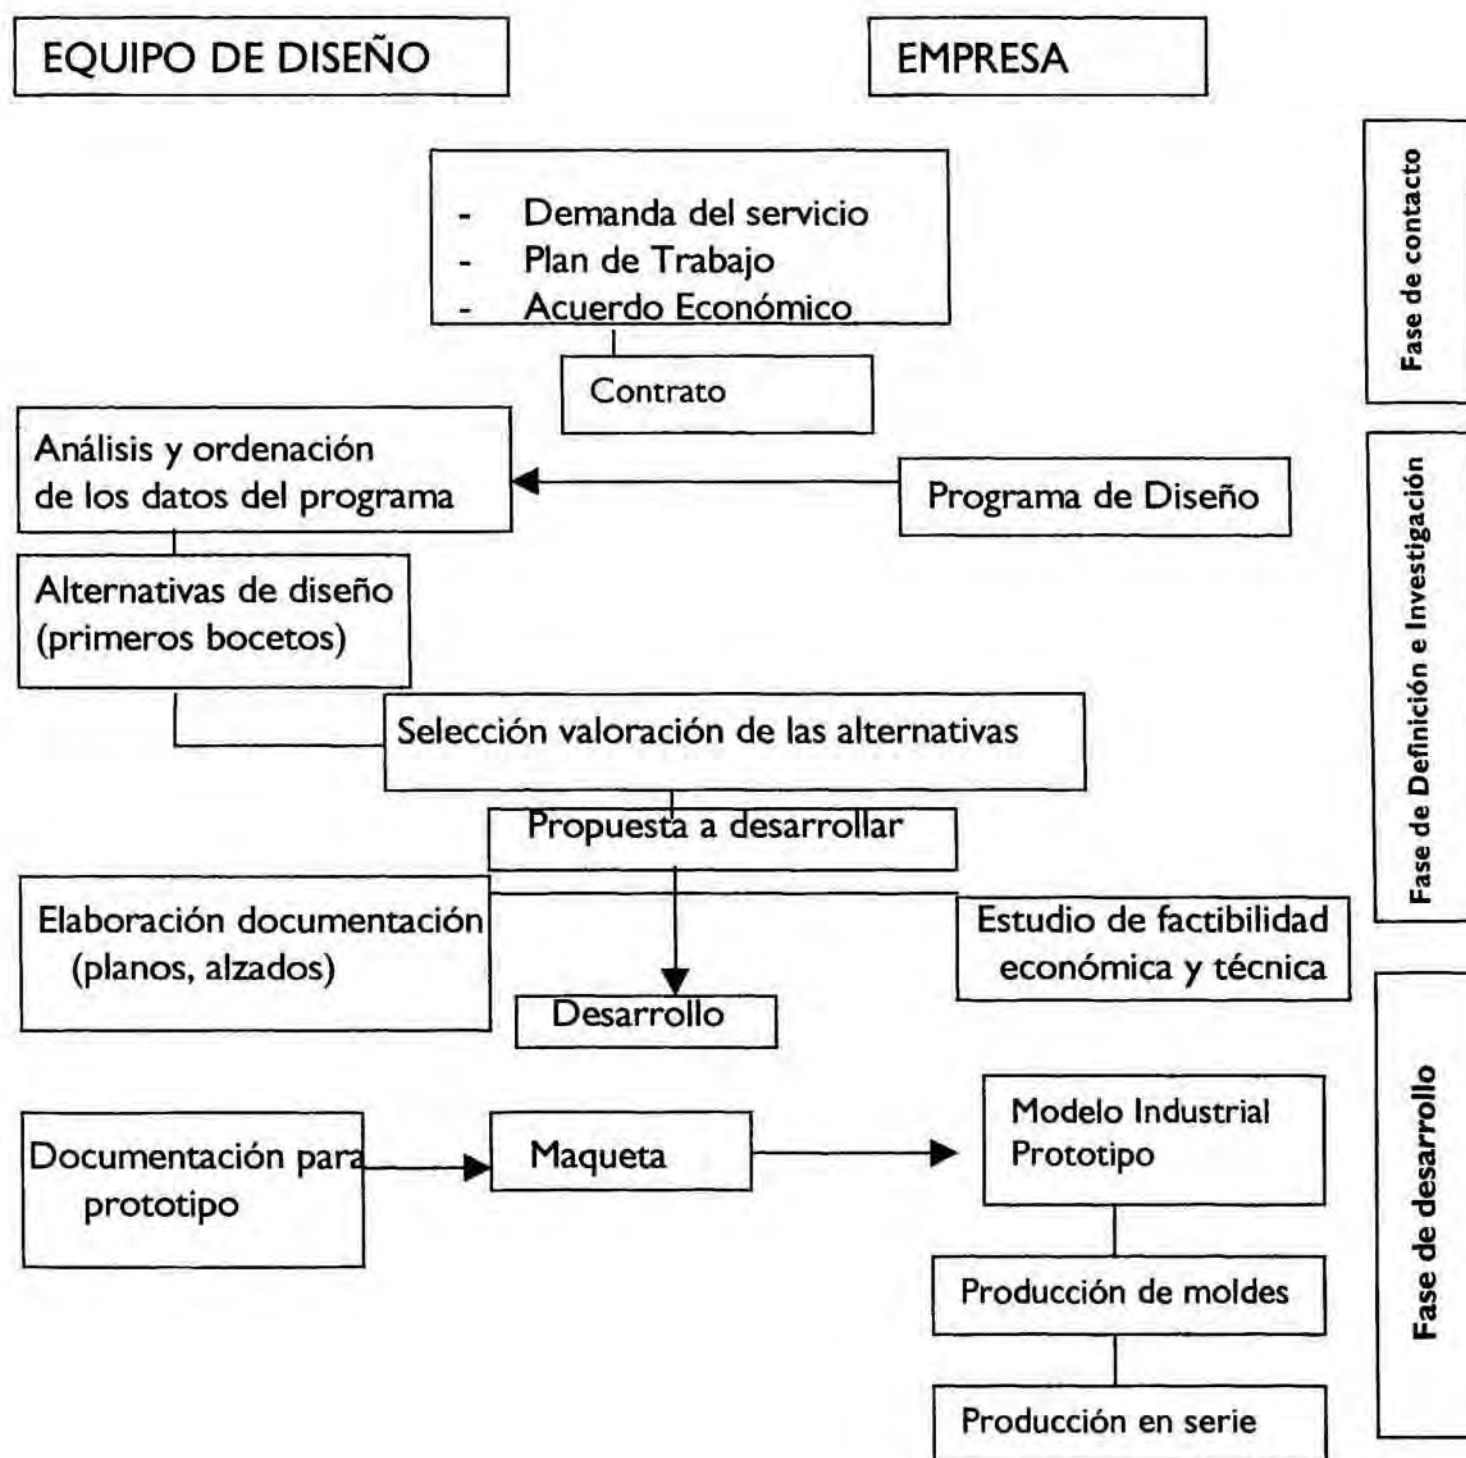 EQUIPO DE DISEÑO
EMPRESA
- Demanda del servicio
- Plan de Trabajo
- Acuerdo Económico
Contrato
Fase de contacto
Análisis y ordenación
de los datos del programa
Programa de Diseño
Alternativas de diseño
(primeros bocetos)
Selección valoración de las alternativas
Propuesta a desarrollar
Fase de Definición e Investigación
Elaboración documentación
(planos, alzados)
Estudio de factibilidad
económica y técnica
Desarrollo
Documentación para
prototipo
Maqueta
Modelo Industrial
Prototipo
Producción de moldes
Producción en serie
Fase de desarrollo